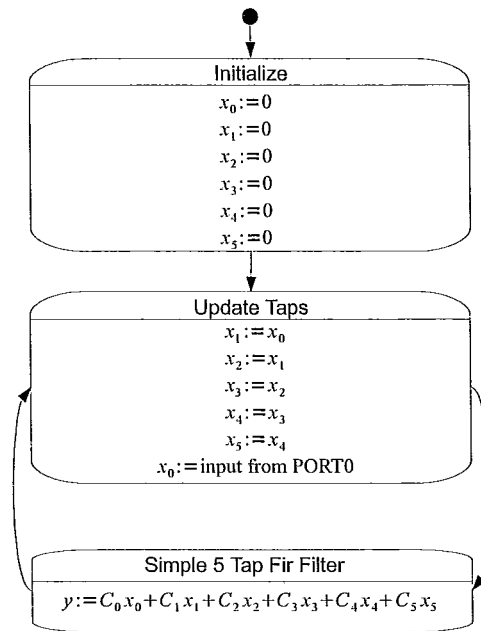 Initialize
x₀:=0
x₁:=0
x₂:=0
x₃:=0
x₄:=0
x₅:=0
Update Taps
x₁:=x₀
x₂:=x₁
x₃:=x₂
x₄:=x₃
x₅:=x₄
x₀:=input from PORT0
Simple 5 Tap Fir Filter
y:=C₀x₀+C₁x₁+C₂x₂+C₃x₃+C₄x₄+C₅x₅